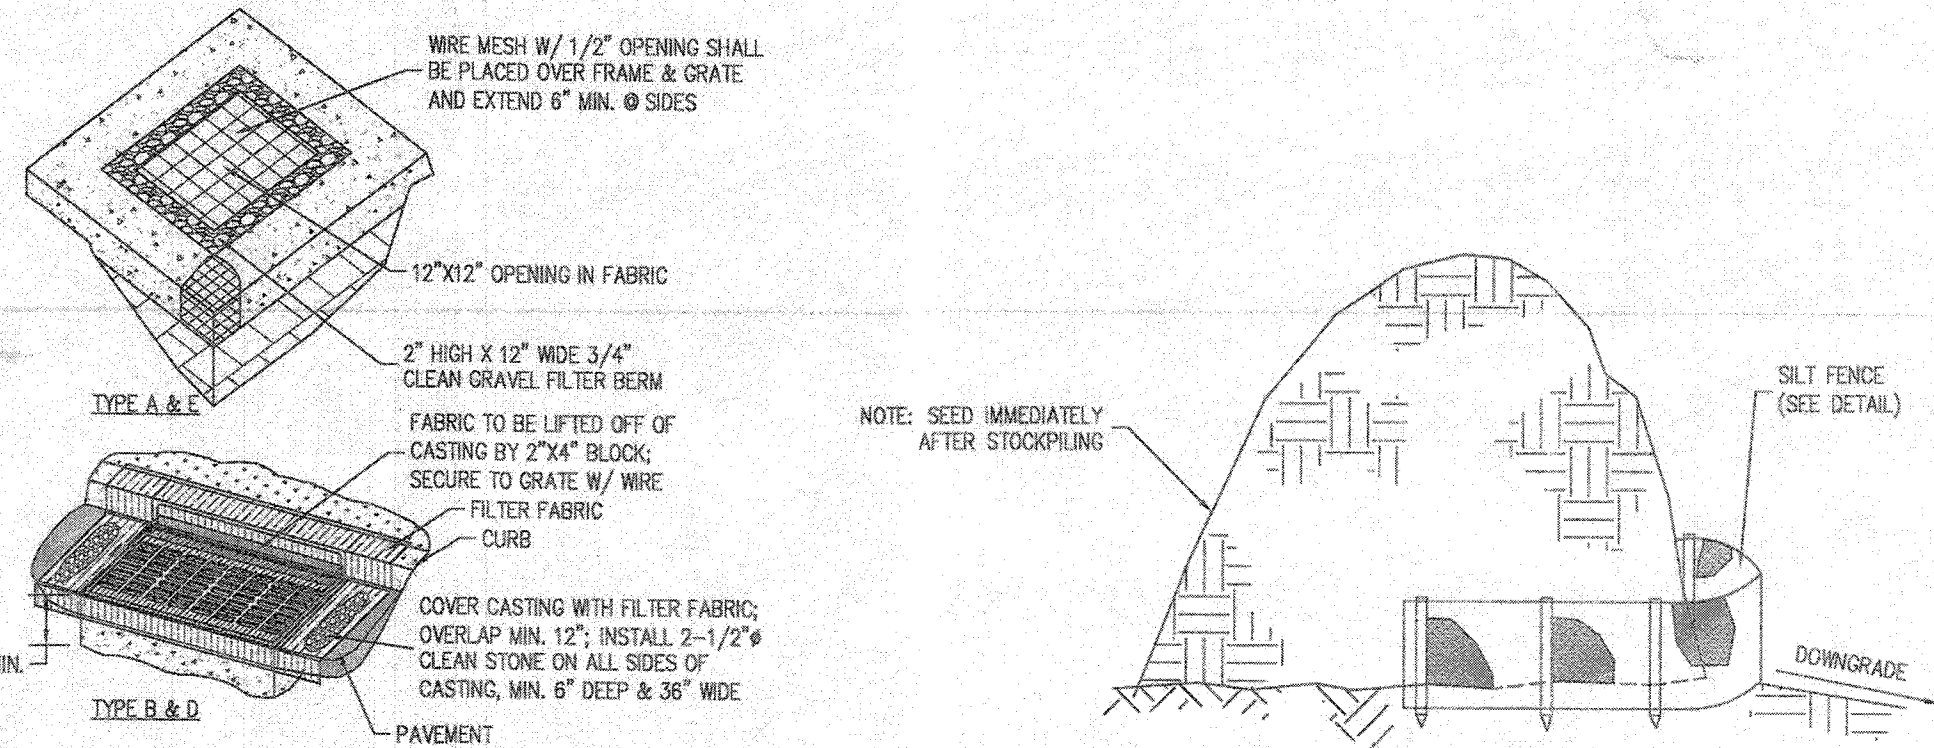 WIRE MESH W/ 1/2" OPENING SHALL
BE PLACED OVER FRAME & GRATE
AND EXTEND 6" MIN. @ SIDES
12"X12" OPENING IN FABRIC
2" HIGH X 12" WIDE 3/4"
CLEAN GRAVEL FILTER BERM
TYPE A & E
FABRIC TO BE LIFTED OFF OF
CASTING BY 2"X4" BLOCK;
SECURE TO GRATE W/ WIRE
FILTER FABRIC
CURB
COVER CASTING WITH FILTER FABRIC;
OVERLAP MIN. 12"; INSTALL 2-1/2"ø
CLEAN STONE ON ALL SIDES OF
CASTING, MIN. 6" DEEP & 36" WIDE
TYPE B & D
PAVEMENT
NOTE: SEED IMMEDIATELY
AFTER STOCKPILING
SILT FENCE
(SEE DETAIL)
DOWNGRADE